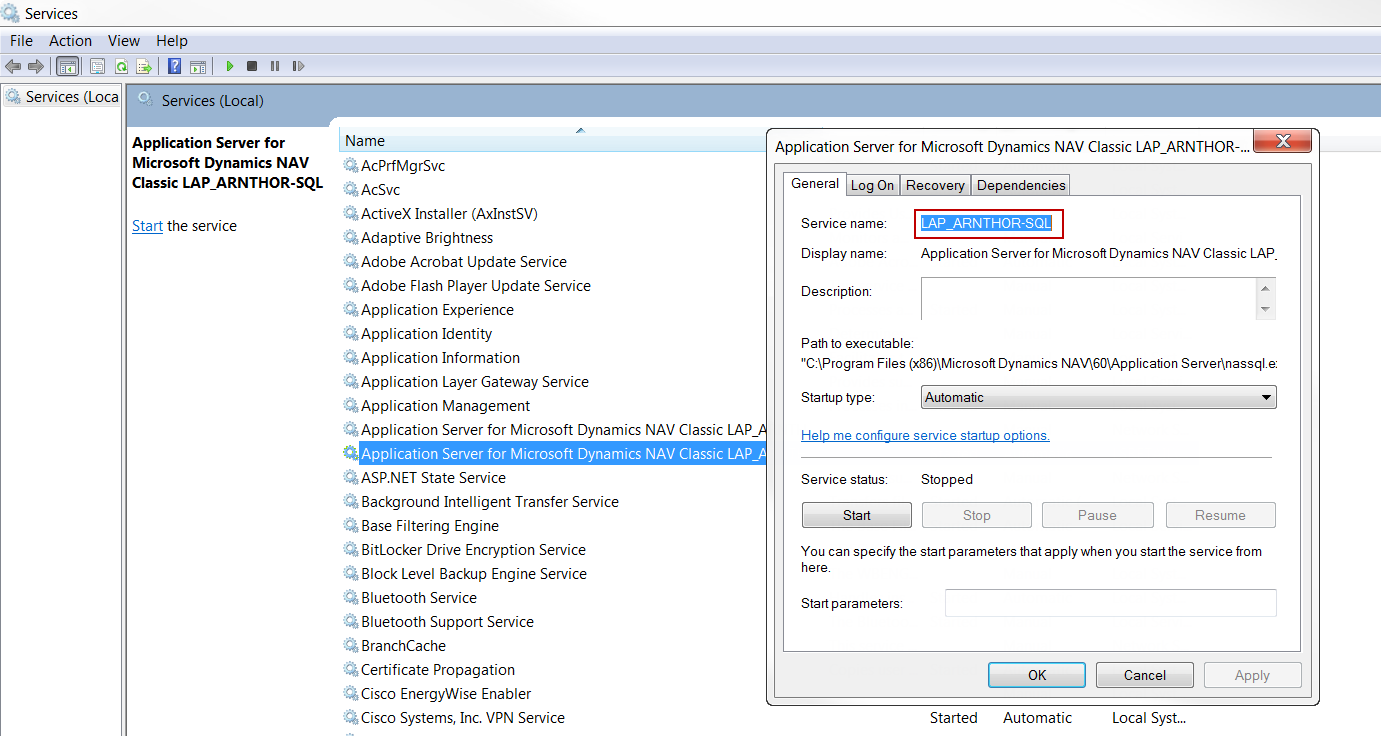 Services
File Action View Help
Services (Loca
Services (Local)
Application Server for
Microsoft Dynamics NAV
Classic LAP_ARNTHOR-SQL
Start the service
Name
AcPrfMgrSvc
AcSvc
ActiveX Installer (AxInstSV)
Adaptive Brightness
Adobe Acrobat Update Service
Adobe Flash Player Update Service
Application Experience
Application Identity
Application Information
Application Layer Gateway Service
Application Management
Application Server for Microsoft Dynamics NAV Classic LAP_A
Application Server for Microsoft Dynamics NAV Classic LAP_A
ASP.NET State Service
Background Intelligent Transfer Service
Base Filtering Engine
BitLocker Drive Encryption Service
Block Level Backup Engine Service
Bluetooth Service
Bluetooth Support Service
BranchCache
Certificate Propagation
Cisco EnergyWise Enabler
Cisco Systems, Inc. VPN Service Started Automatic Local Syst...
Application Server for Microsoft Dynamics NAV Classic LAP_ARNTHOR-...
General Log On Recovery Dependencies
Service name: LAP_ARNTHOR-SQL
Display name: Application Server for Microsoft Dynamics NAV Classic LAP_
Description:
Path to executable:
"C:\Program Files (x86)\Microsoft Dynamics NAV\60\Application Server\nassql.e
Startup type: Automatic
Help me configure service startup options.
Service status: Stopped
Start Stop Pause Resume
You can specify the start parameters that apply when you start the service from
here.
Start parameters:
OK Cancel Apply